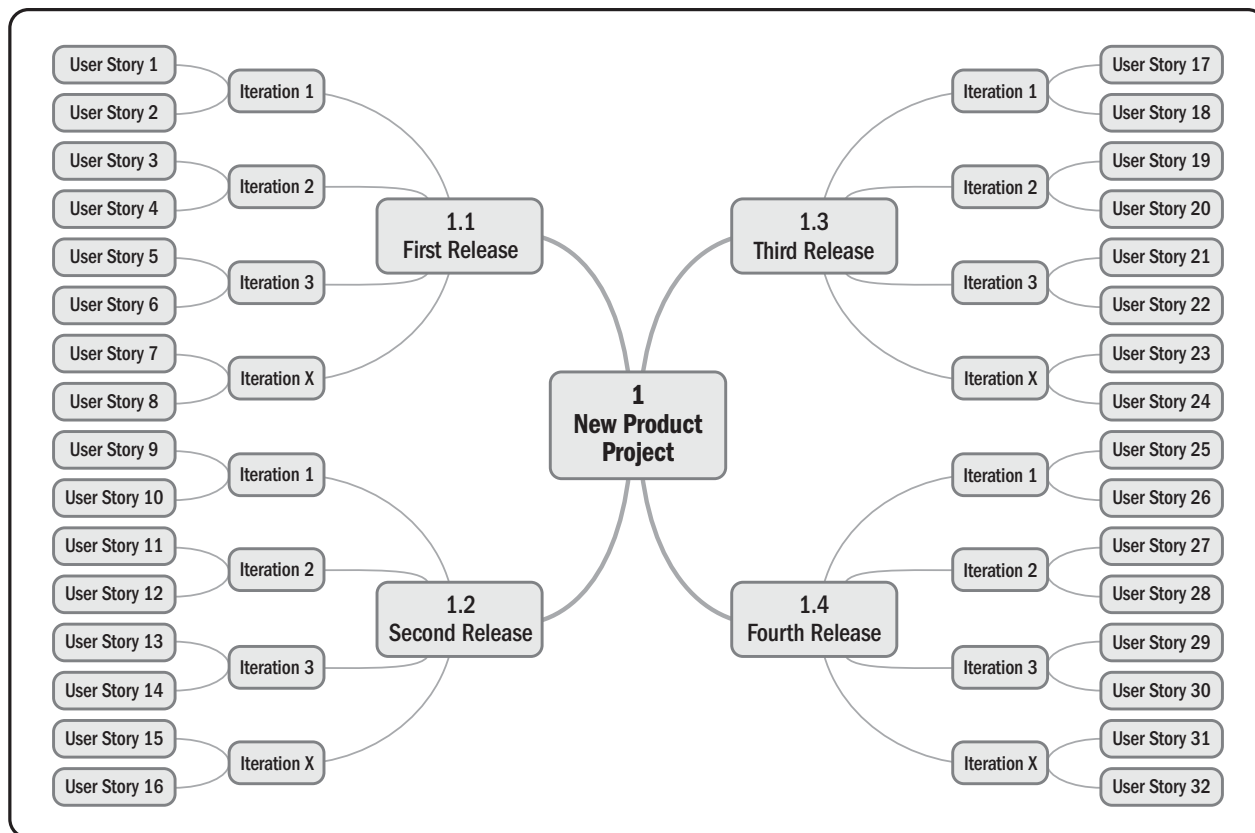 User Story 1
User Story 2
Iteration 1
User Story 3
User Story 4
Iteration 2
User Story 5
User Story 6
Iteration 3
User Story 7
User Story 8
Iteration X
1.1
First Release
User Story 9
User Story 10
Iteration 1
User Story 11
User Story 12
Iteration 2
User Story 13
User Story 14
Iteration 3
User Story 15
User Story 16
Iteration X
1.2
Second Release
1
New Product
Project
1.3
Third Release
Iteration 1
User Story 17
User Story 18
Iteration 2
User Story 19
User Story 20
Iteration 3
User Story 21
User Story 22
Iteration X
User Story 23
User Story 24
1.4
Fourth Release
Iteration 1
User Story 25
User Story 26
Iteration 2
User Story 27
User Story 28
Iteration 3
User Story 29
User Story 30
Iteration X
User Story 31
User Story 32